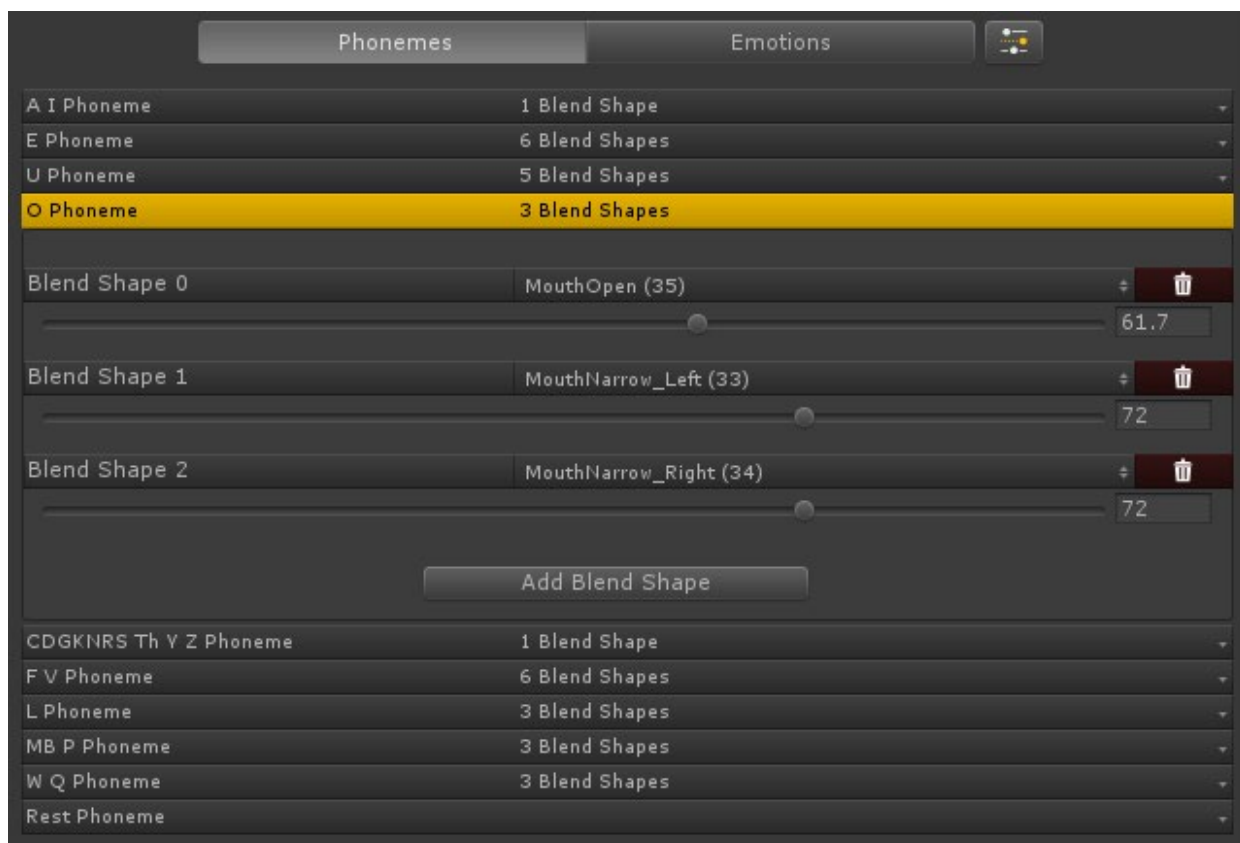 Phonemes Emotions
A I Phoneme 1 Blend Shape
E Phoneme 6 Blend Shapes
U Phoneme 5 Blend Shapes
O Phoneme 3 Blend Shapes
Blend Shape 0 MouthOpen (35)
61.7
Blend Shape 1 MouthNarrow_Left (33)
72
Blend Shape 2 MouthNarrow_Right (34)
72
Add Blend Shape
CDGKNRS Th Y Z Phoneme 1 Blend Shape
F V Phoneme 6 Blend Shapes
L Phoneme 3 Blend Shapes
MB P Phoneme 3 Blend Shapes
W Q Phoneme 3 Blend Shapes
Rest Phoneme